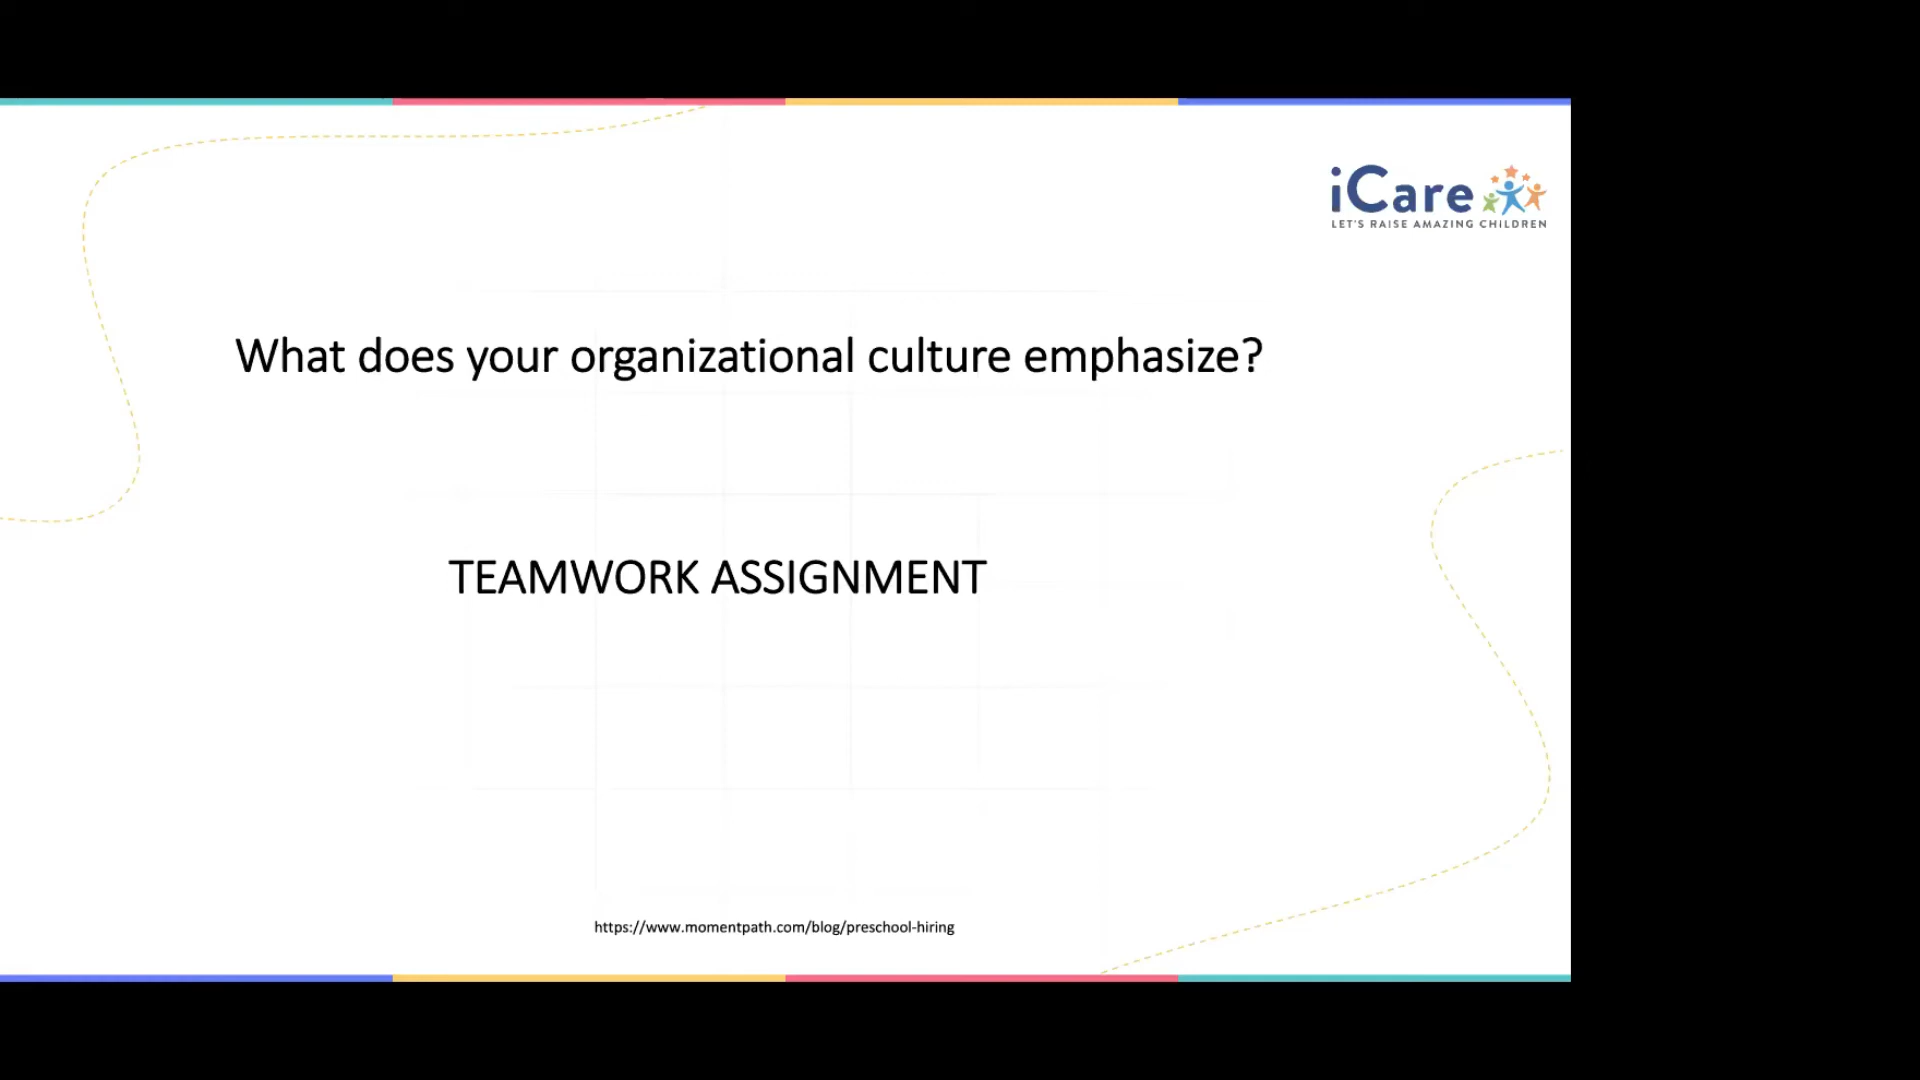 iCare
LET'S RAISE AMAZING CHILDREN
What does your organizational culture emphasize?
TEAMWORK ASSIGNMENT
https://www.momentpath.com/blog/preschool-hiring